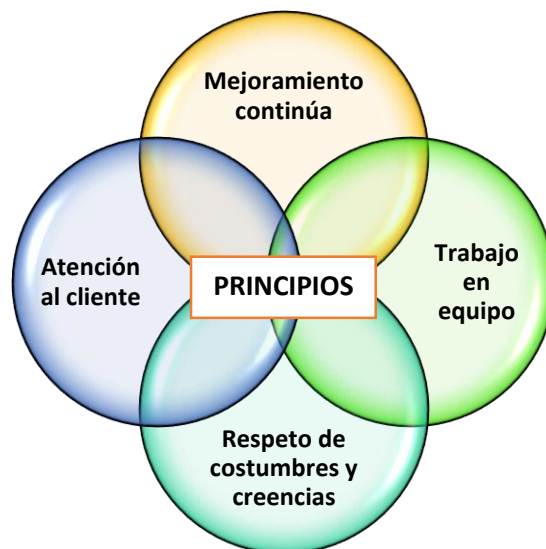 Mejoramiento
continúa
Atención
al cliente
PRINCIPIOS
Trabajo
en
equipo
Respeto de
costumbres y
creencias